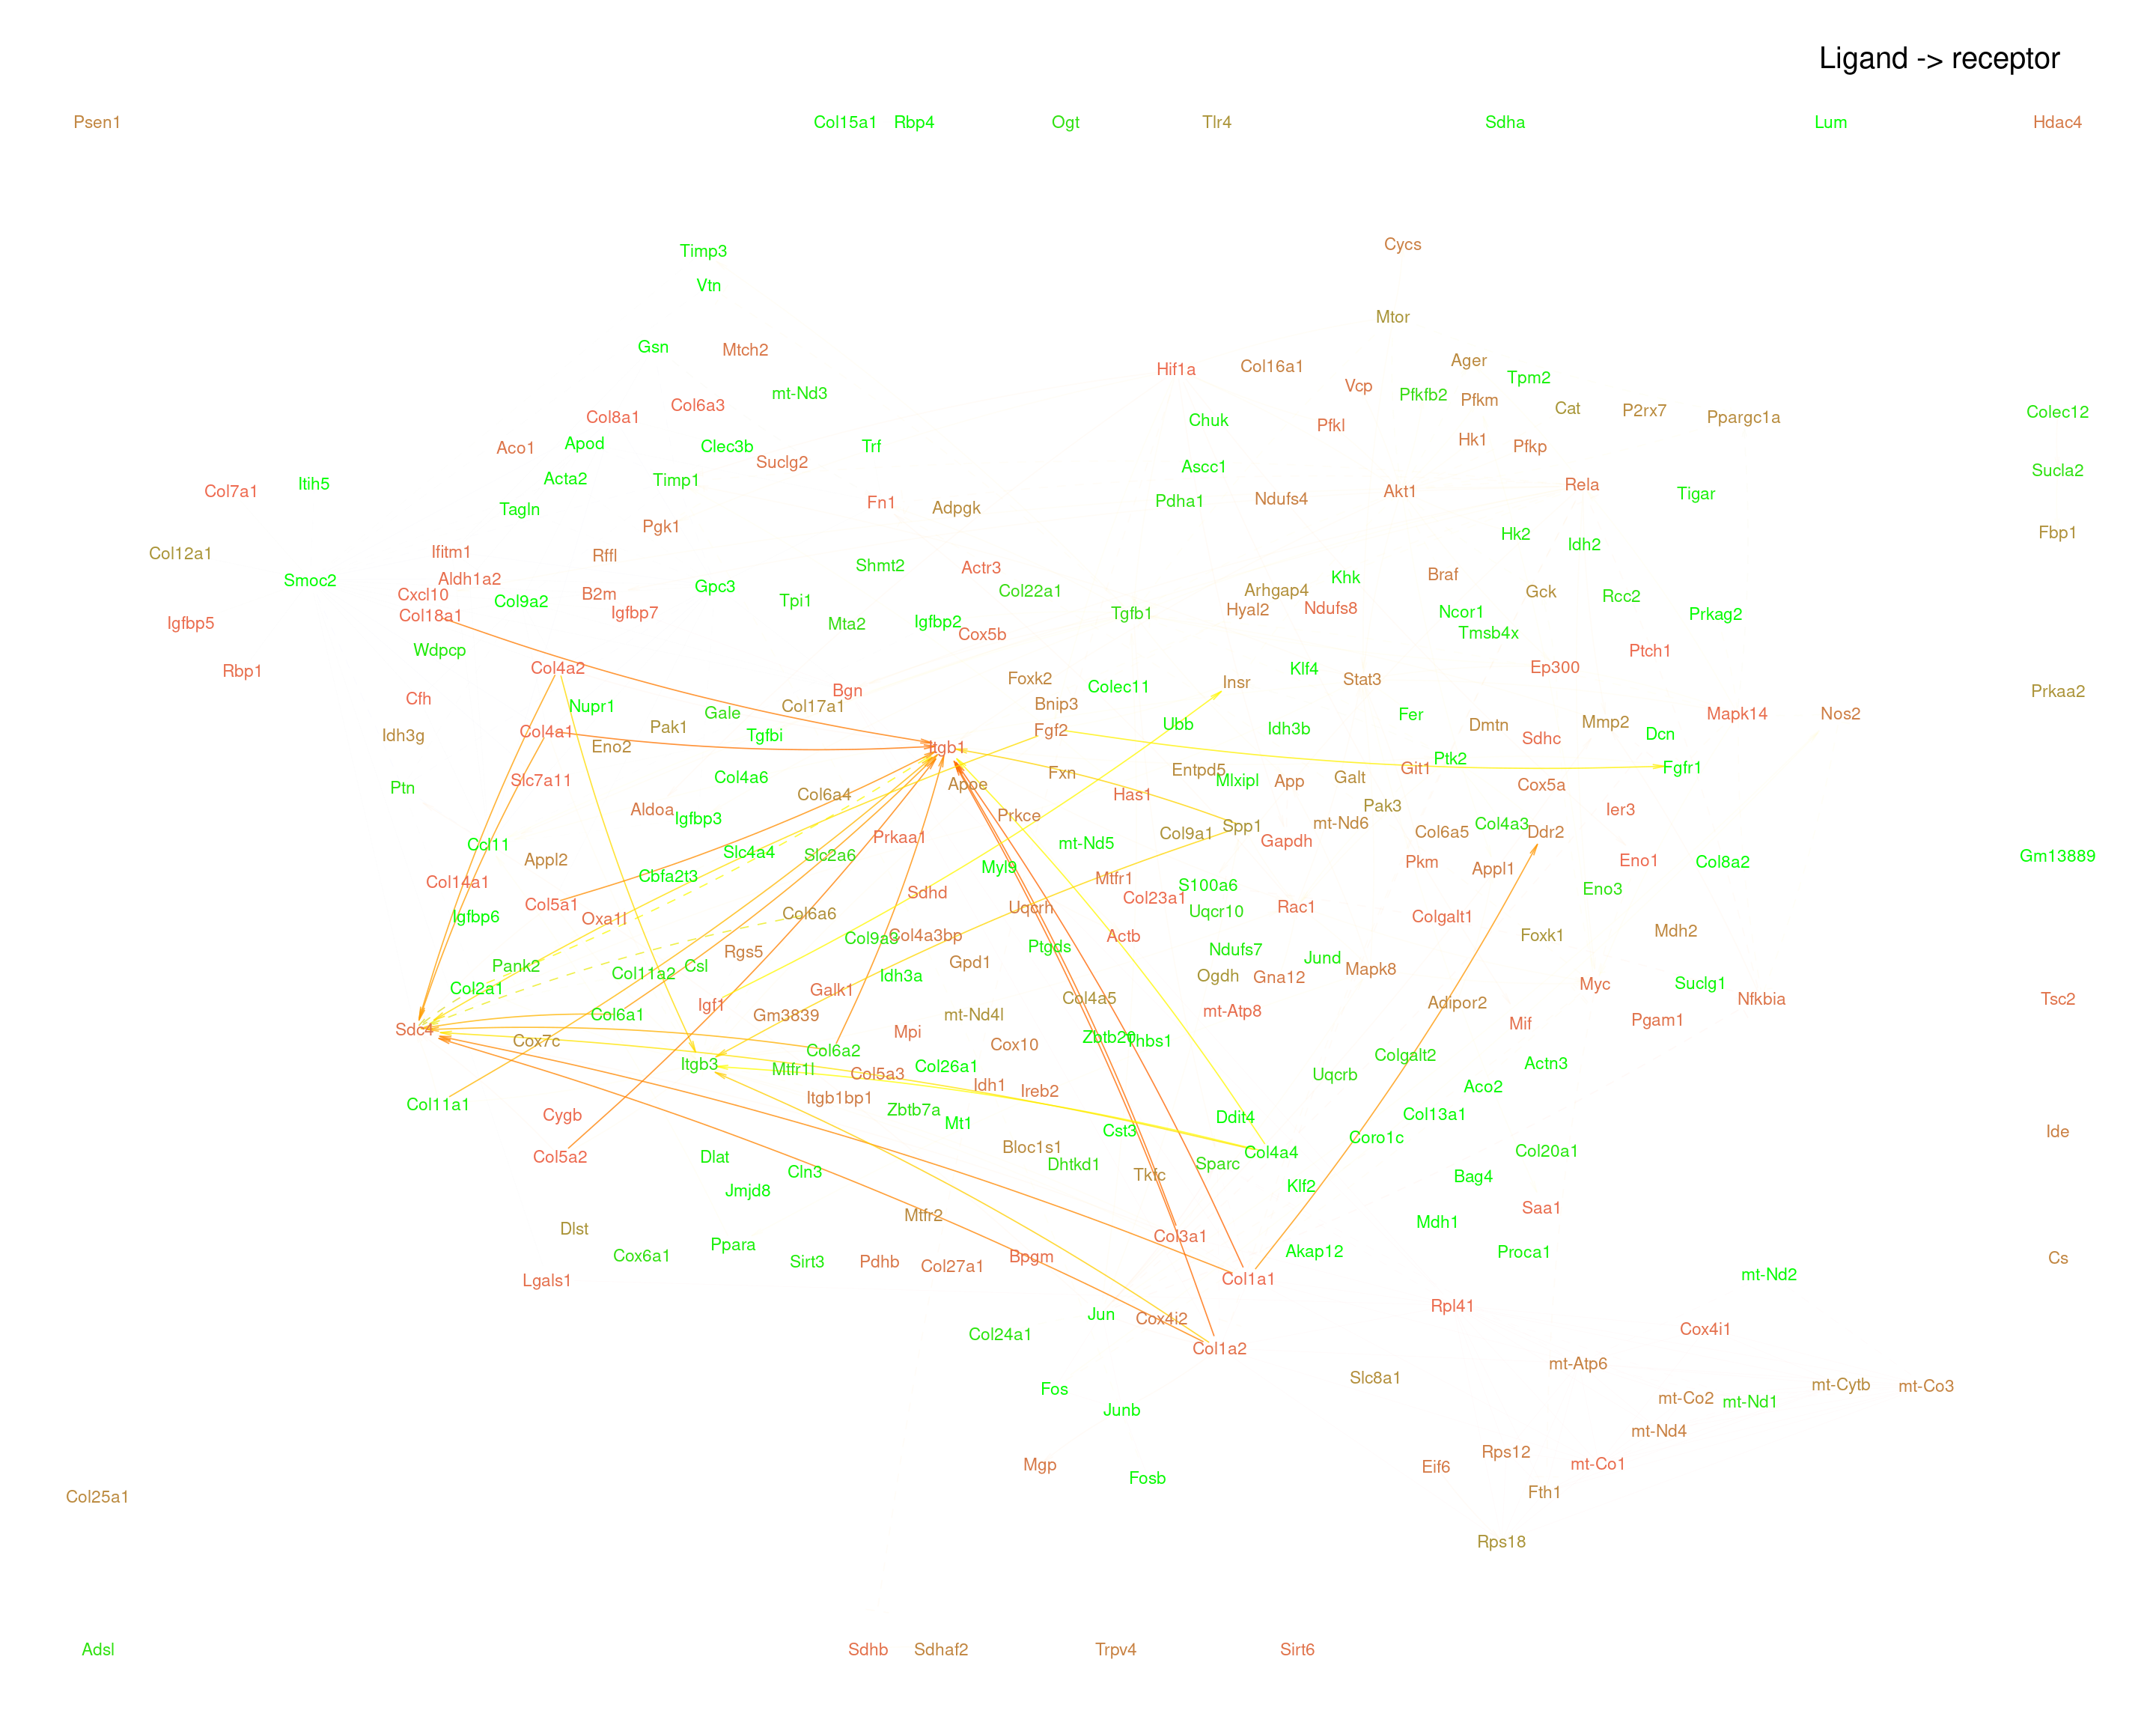 Ligand -> receptor
Psen1 Col15a1 Rbp4 Ogt Tlr4 Sdha Lum Hdac4
Cycs
Timp3
Vtn
Mtor
Gsn Mtch2
Ager
Hif1a Col16a1
Tpm2
Vcp
mt-Nd3 Pfkfb2
Pfkm
Col6a3 Cat P2rx7
Col8a1 Ppargc1a Colec12
Chuk Pfkl
Apod Clec3b Trf Hk1
Aco1 Pfkp
Suclg2 Ascc1 Sucla2
Acta2 Timp1
Itih5 Rela
Col7a1 Akt1 Tigar
Fn1 Pdha1 Ndufs4
Tagln Adpgk
Pgk1 Hk2 Fbp1
Idh2
Col12a1 Ifitm1 Rffl
Shmt2 Actr3
Smoc2 Aldh1a2 Khk Braf
Gpc3 Col22a1 Arhgap4 Gck
Cxcl10 B2m Rcc2
Col9a2 Tpi1
Igfbp7 Hyal2 Ndufs8 Ncor1 Prkag2
Col18a1 Tgfb1
Igfbp5 Mta2 Igfbp2
Cox5b Tmsb4x
Wdpcp Ptch1
Rbp1 Col4a2 Klf4 Ep300
Foxk2 Insr Stat3
Cfh Bgn Colec11 Prkaa2
Nupr1 Gale Col17a1 Bnip3 Fer Mapk14 Nos2
Pak1 Ubb Idh3b Dmtn Mmp2
Idh3g Col4a1 Tgfbi Fgf2 Sdhc Dcn
Eno2 Itgb1
Ptk2
Slc7a11 Col4a6 Fxn Entpd5 Mlxipl App Galt Git1 Fgfr1
Ptn Col6a4 Apoe Has1 Cox5a
Aldoa Igfbp3 Prkce Pak3 Ier3
Prkaa1 Col9a1 Spp1 mt-Nd6 Col6a5 Col4a3 Ddr2
Ccl11 mt-Nd5 Gapdh
Appl2 Slc4a4 Slc2a6 Pkm Eno1 Col8a2 Gm13889
Cbfa2t3 Myl9 Mtfr1 Appl1
Col14a1 Sdhd S100a6 Eno3
Col5a1 Col23a1 Rac1
Igfbp6 Oxa1l Col6a6 Uqcrh Uqcr10 Colgalt1
Col9a3 Col4a3bp Actb Foxk1 Mdh2
Rgs5 Ptgds Ndufs7
Pank2 Csl Gpd1 Jund
Col11a2 Idh3a Ogdh Gna12 Mapk8
Col2a1 Galk1 Myc Suclg1
Igf1 Col4a5 Adipor2 Nfkbia Tsc2
Col6a1 Gm3839 mt-Nd4l mt-Atp8
Sdc4 Mpi Mif Pgam1
Cox7c Cox10 Zbtb20 Thbs1
Col6a2 Colgalt2
Itgb3 Mtfr1l Col5a3 Col26a1 Actn3
Idh1 Ireb2 Uqcrb Aco2
Col11a1 Itgb1bp1
Cygb Zbtb7a Mt1 Ddit4 Col13a1
Cst3 Coro1c Ide
Col5a2 Bloc1s1 Col4a4 Col20a1
Dlat Cln3 Dhtkd1 Tkfc Sparc Bag4
Jmjd8 Klf2
Dlst Mtfr2 Mdh1 Saa1
Cox6a1 Ppara Col3a1 Akap12 Proca1
Sirt3 Pdhb Col27a1 Bpgm Cs
Lgals1 Col1a1 mt-Nd2
Jun Cox4i2 Rpl41
Col24a1 Cox4i1
Col1a2
Slc8a1 mt-Atp6
Fos mt-Cytb mt-Co3
Junb mt-Co2 mt-Nd1
mt-Nd4
Mgp Fosb Eif6 Rps12 mt-Co1
Col25a1 Fth1
Rps18
Adsl Sdhb Sdhaf2 Trpv4 Sirt6